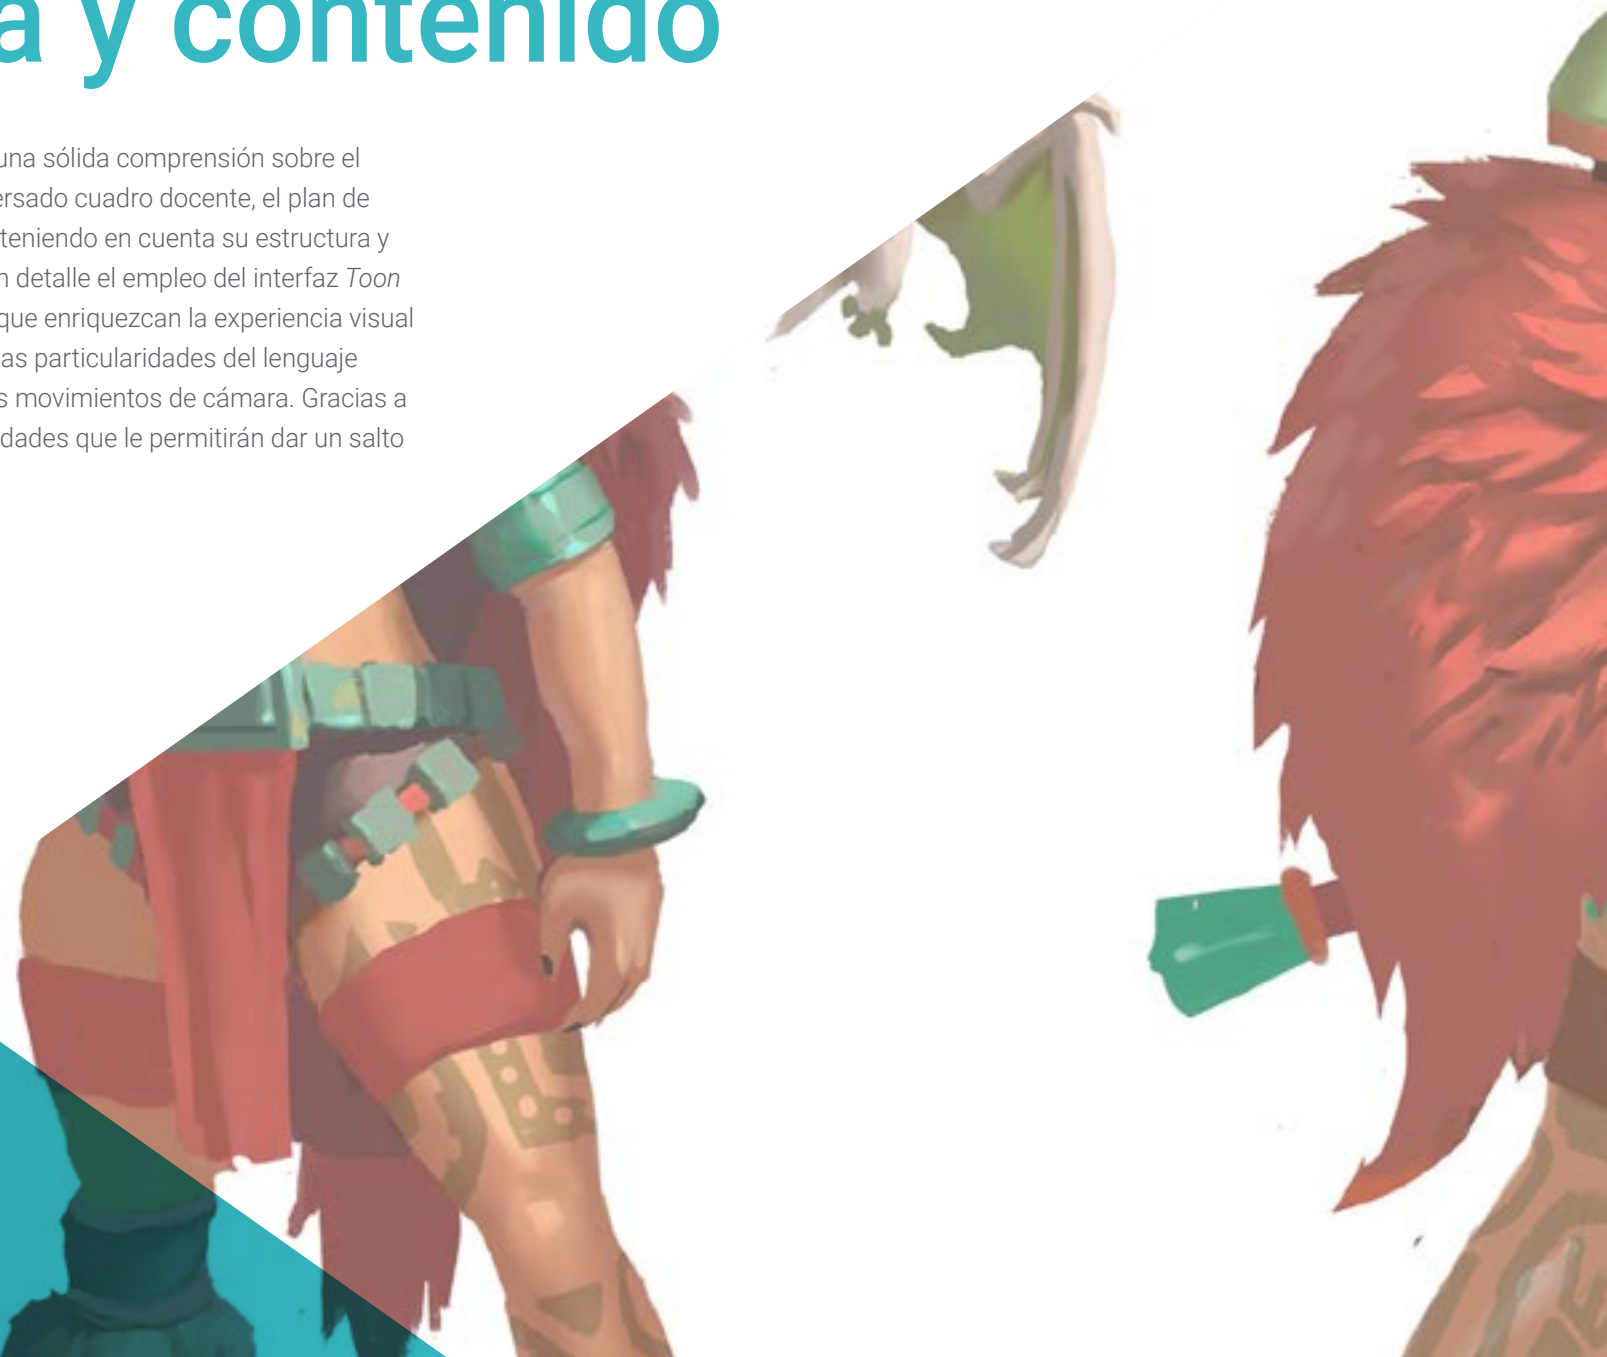 a y contenido
una sólida comprensión sobre el
ersado cuadro docente, el plan de
teniendo en cuenta su estructura y
n detalle el empleo del interfaz Toon
que enriquezcan la experiencia visual
as particularidades del lenguaje
s movimientos de cámara. Gracias a
dades que le permitirán dar un salto